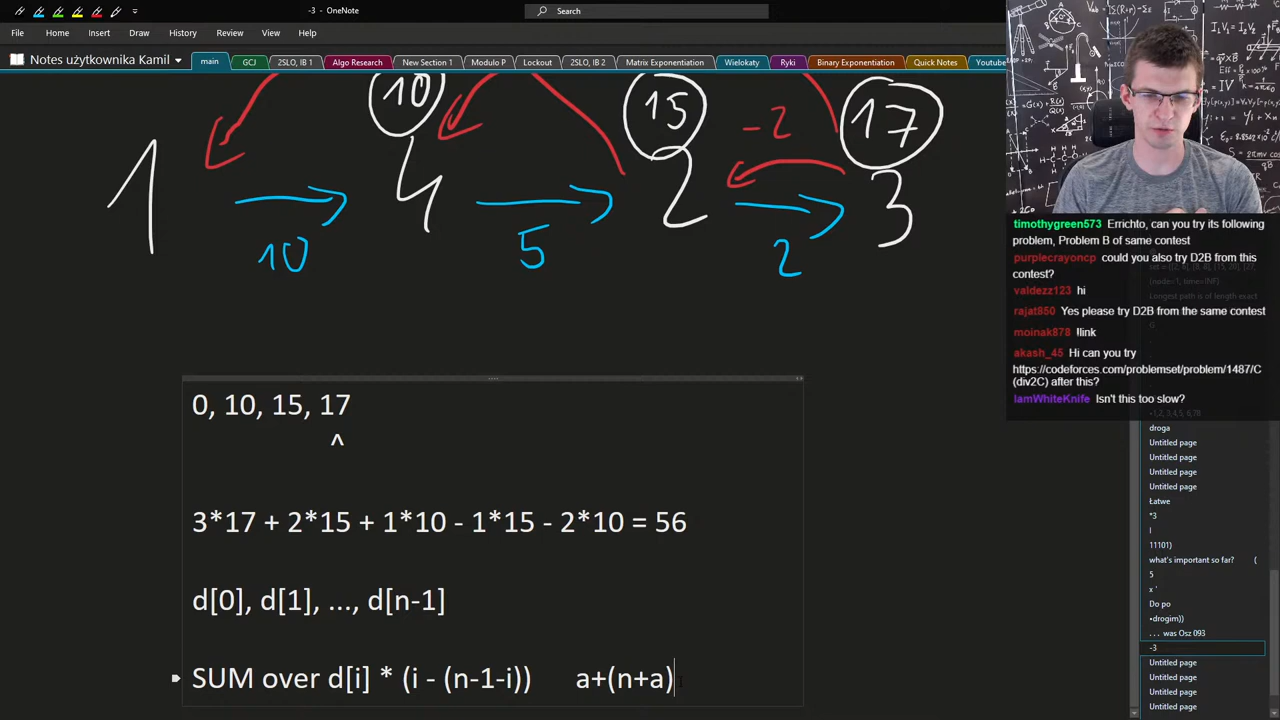 -3 - OneNote
Search
File Home Insert Draw History Review View Help
Notes użytkownika Kamil
main GCJ 2SLO, IB 1 Algo Research New Section 1 Modulo P Lockout 2SLO, IB 2 Matrix Exponentiation Wielokaty Ryki Binary Exponentiation Quick Notes Youtube
10 15 -2 17
1 4 2 3
10 5 2
0, 10, 15, 17
^
3*17 + 2*15 + 1*10 - 1*15 - 2*10 = 56
d[0], d[1], ..., d[n-1]
SUM over d[i] * (i - (n-1-i)) a+(n+a)
timothygreen573 Errichto, can you try its following
problem, Problem B of same contest
purplecrayoncp could you also try D2B from this
contest?
valdezz123 hi
rajat850 Yes please try D2B from the same contest
moinak878 !link
akash_45 Hi can you try
https://codeforces.com/problemset/problem/1487/C
(div2C) after this?
IamWhiteKnife Isn't this too slow?
droga
Untitled page
Untitled page
Untitled page
Untitled page
Łatwe
*3
I
11101)
what's important so far? (
5
x '
Do po
•drogim))
. . . was Osz 093
-3
Untitled page
Untitled page
Untitled page
Untitled page